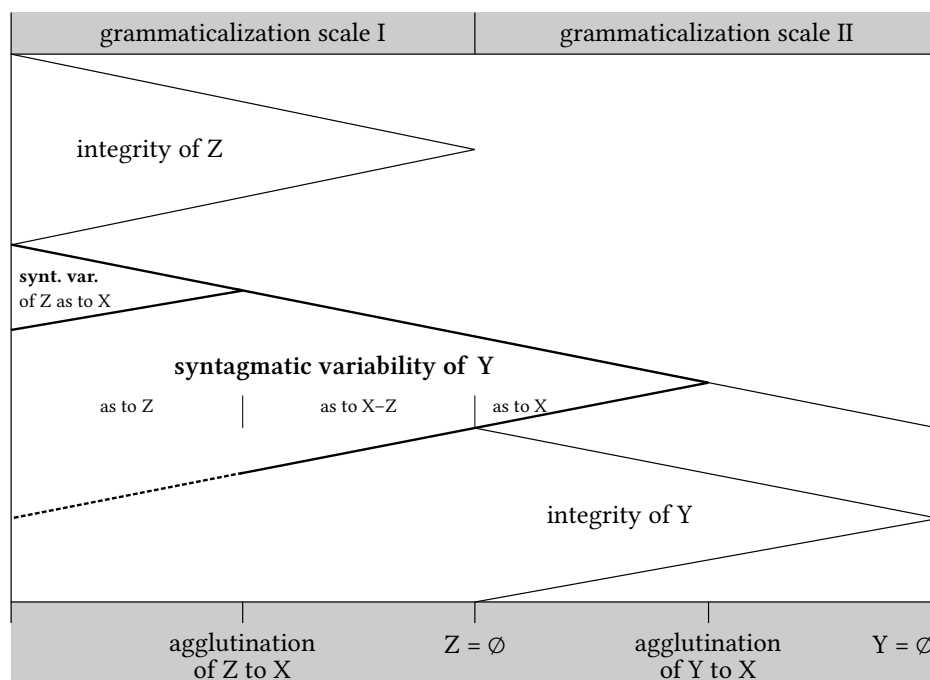 grammaticalization scale I
grammaticalization scale II
integrity of Z
synt. var.
of Z as to X
syntagmatic variability of Y
as to Z
as to X–Z
as to X
integrity of Y
agglutination
of Z to X
Z = ∅
agglutination
of Y to X
Y = ∅